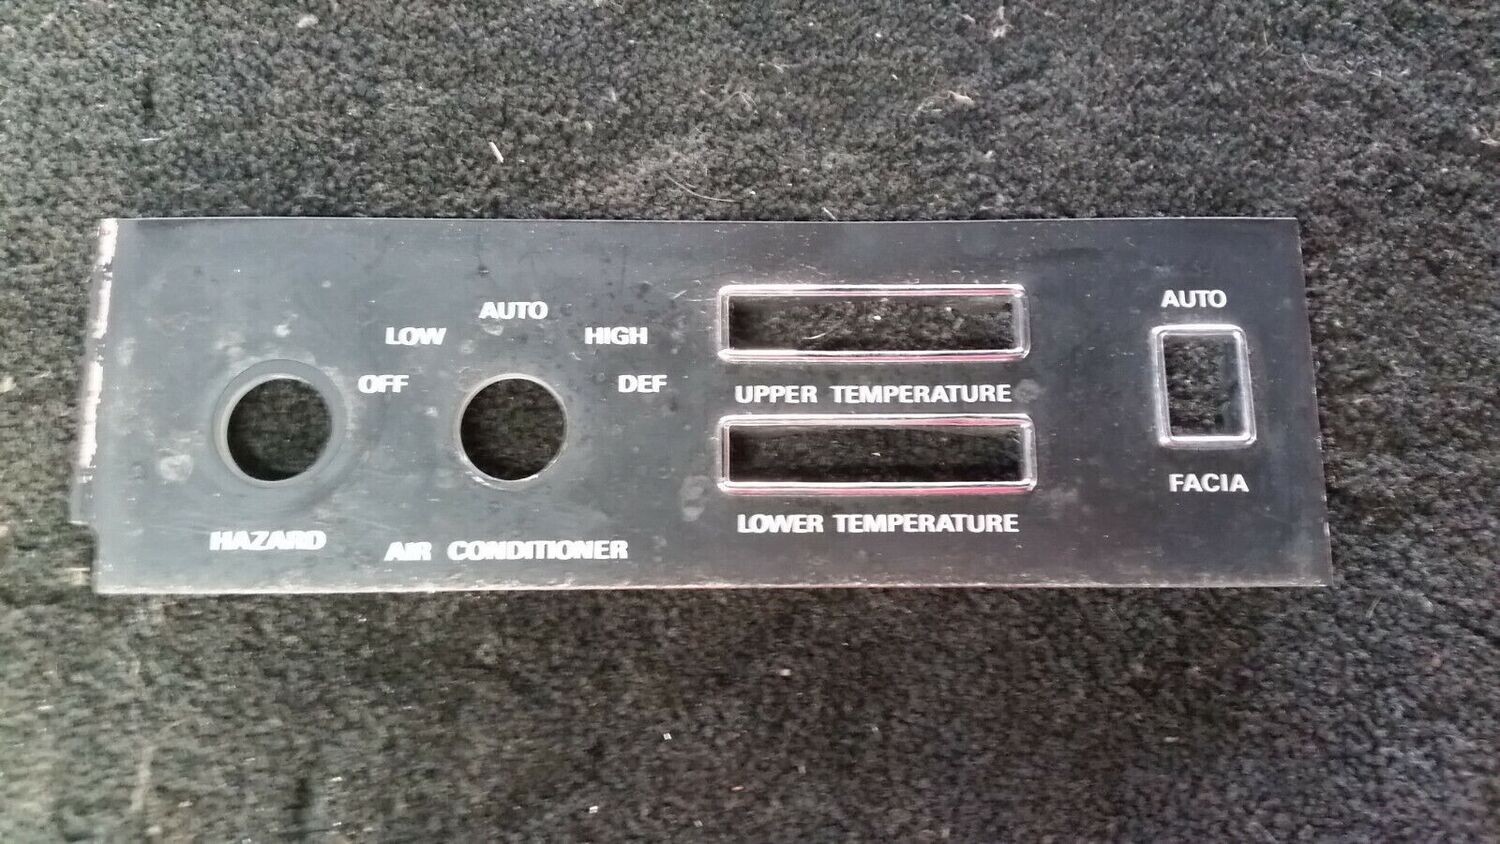 AUTO
LOW HIGH
OFF DEF
HAZARD
AIR CONDITIONER
UPPER TEMPERATURE
LOWER TEMPERATURE
AUTO
FACIA